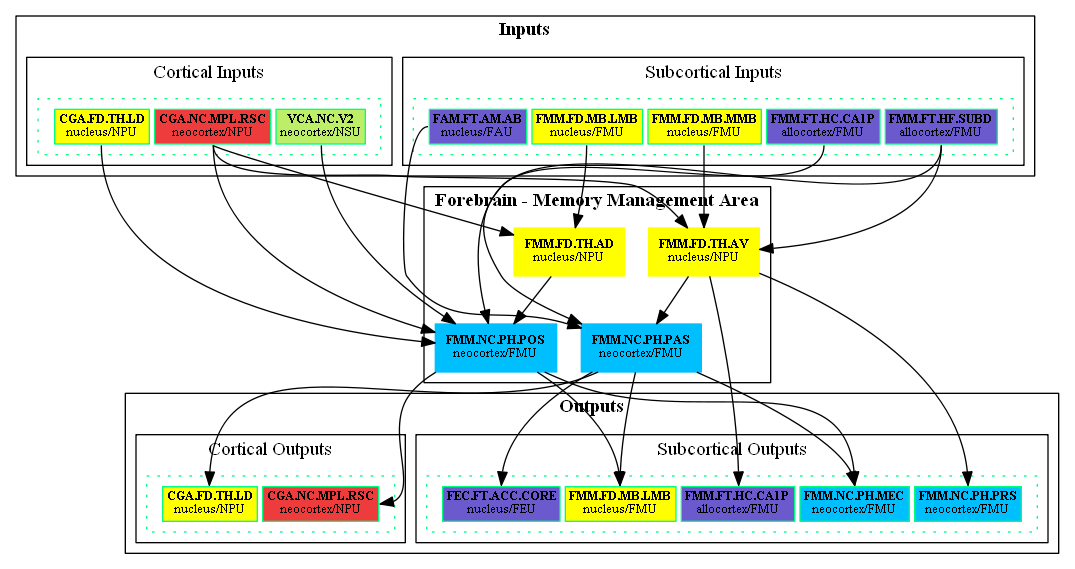 Inputs
Cortical Inputs
Subcortical Inputs
CGA.FD.TH.LD
nucleus/NPU
CGA.NC.MPL.RSC
neocortex/NPU
VCA.NC.V2
neocortex/NSU
FAM.FT.AM.AB
nucleus/FAU
FMM.FD.MB.LMB
nucleus/FMU
FMM.FD.MB.MMB
nucleus/FMU
FMM.FT.HC.CA1P
allocortex/FMU
FMM.FT.HF.SUBD
allocortex/FMU
Forebrain - Memory Management Area
FMM.FD.TH.AD
nucleus/NPU
FMM.FD.TH.AV
nucleus/NPU
FMM.NC.PH.POS
neocortex/FMU
FMM.NC.PH.PAS
neocortex/FMU
Outputs
Cortical Outputs
Subcortical Outputs
CGA.FD.TH.LD
nucleus/NPU
CGA.NC.MPL.RSC
neocortex/NPU
FEC.FT.ACC.CORE
nucleus/FEU
FMM.FD.MB.LMB
nucleus/FMU
FMM.FT.HC.CA1P
allocortex/FMU
FMM.NC.PH.MEC
neocortex/FMU
FMM.NC.PH.PRS
neocortex/FMU